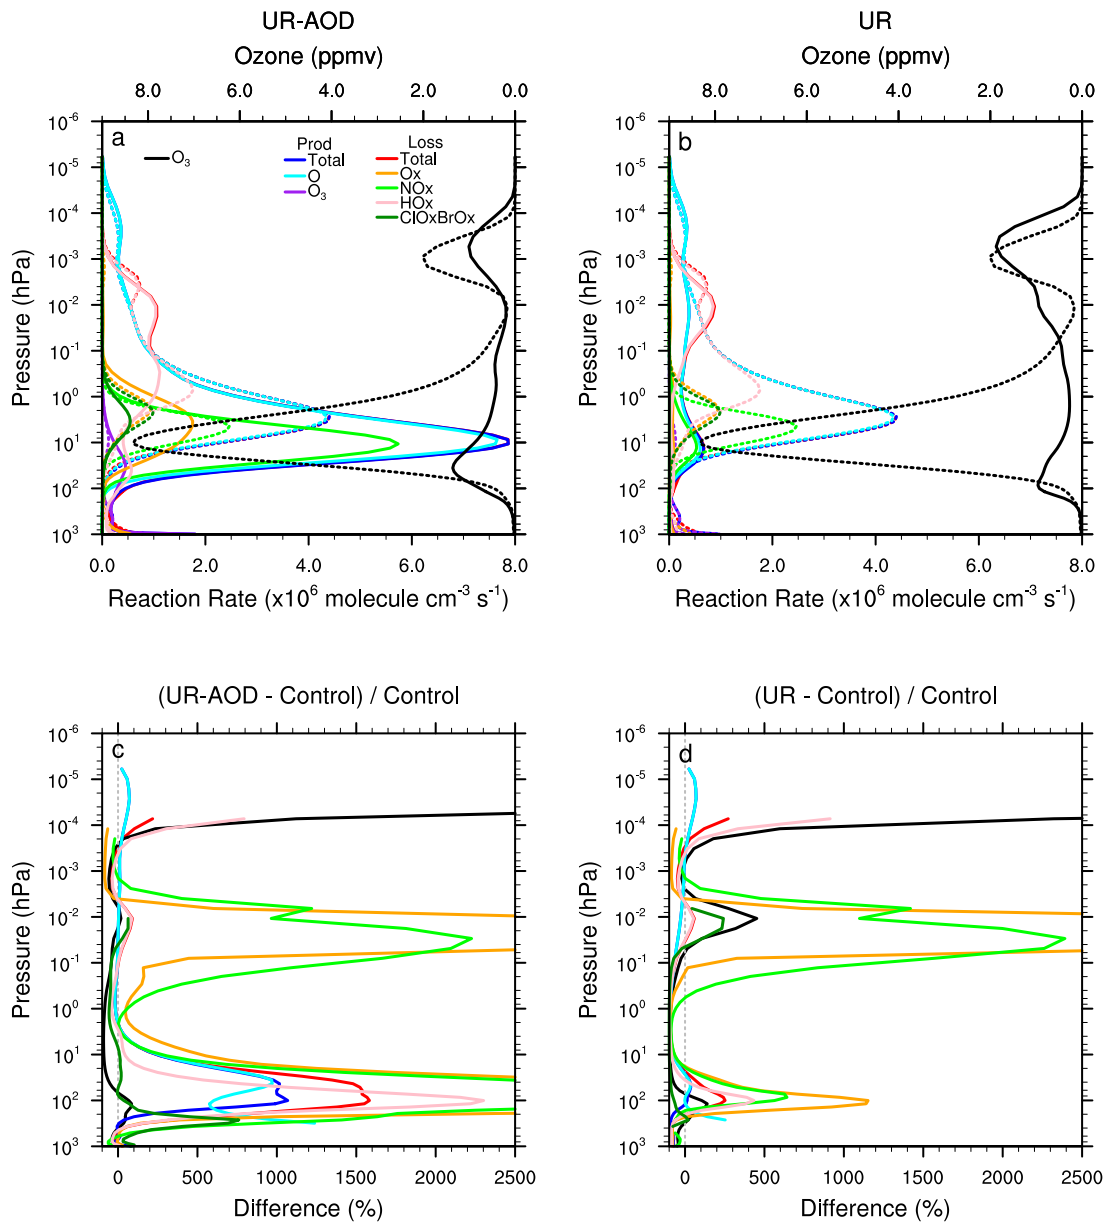 UR-AOD
UR
Ozone (ppmv)
Ozone (ppmv)
8.0 6.0 4.0 2.0 0.0
8.0 6.0 4.0 2.0 0.0
a
O₃
Prod
Total
O
O₃
Loss
Total
Ox
NOx
HOx
ClOxBrOx
b
Pressure (hPa)
10⁻⁶
10⁻⁵
10⁻⁴
10⁻³
10⁻²
10⁻¹
10⁰
10¹
10²
10³
Pressure (hPa)
10⁻⁶
10⁻⁵
10⁻⁴
10⁻³
10⁻²
10⁻¹
10⁰
10¹
10²
10³
0.0 2.0 4.0 6.0 8.0
0.0 2.0 4.0 6.0 8.0
Reaction Rate (x10⁶ molecule cm⁻³ s⁻¹)
Reaction Rate (x10⁶ molecule cm⁻³ s⁻¹)
(UR-AOD - Control) / Control
(UR - Control) / Control
c
d
Pressure (hPa)
10⁻⁶
10⁻⁵
10⁻⁴
10⁻³
10⁻²
10⁻¹
10⁰
10¹
10²
10³
Pressure (hPa)
10⁻⁶
10⁻⁵
10⁻⁴
10⁻³
10⁻²
10⁻¹
10⁰
10¹
10²
10³
0 500 1000 1500 2000 2500
0 500 1000 1500 2000 2500
Difference (%)
Difference (%)